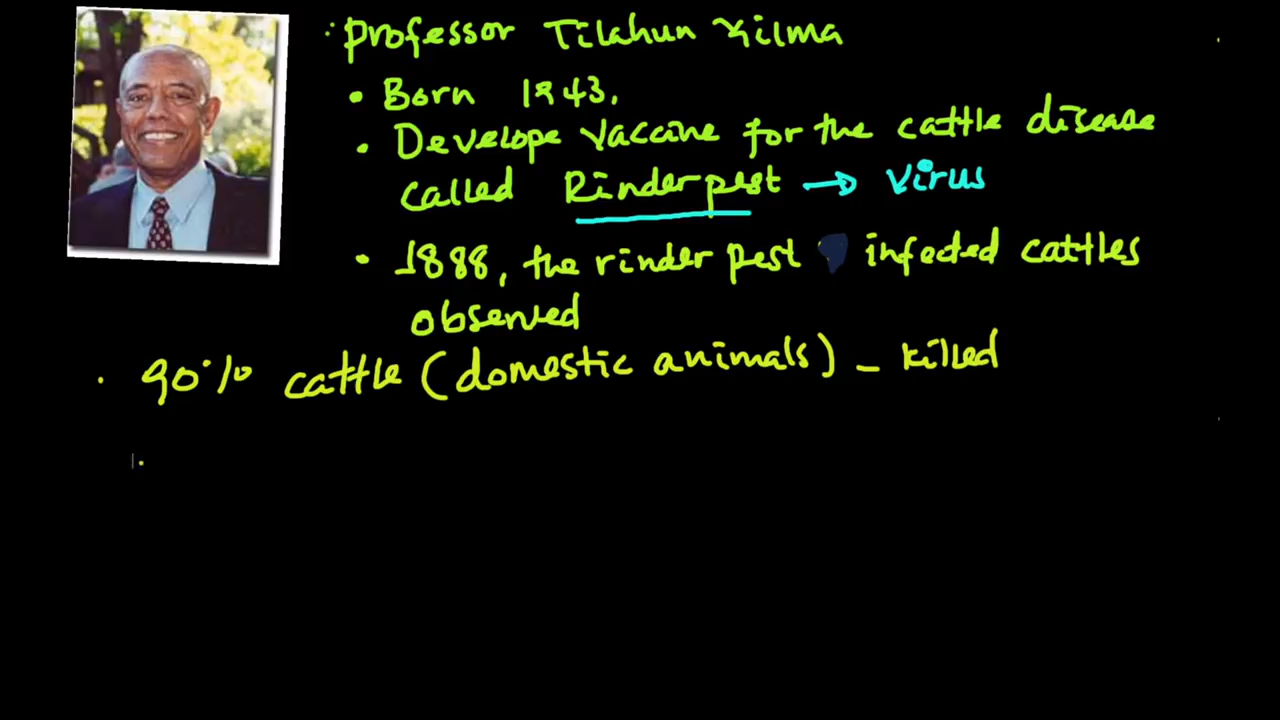 Professor Tilahun Yilma
• Born 1943.
• Develope Vaccine for the cattle disease
called Rinderpest → Virus
• 1888, the rinder pest infected cattles
observed
• 90% cattle (domestic animals) - killed